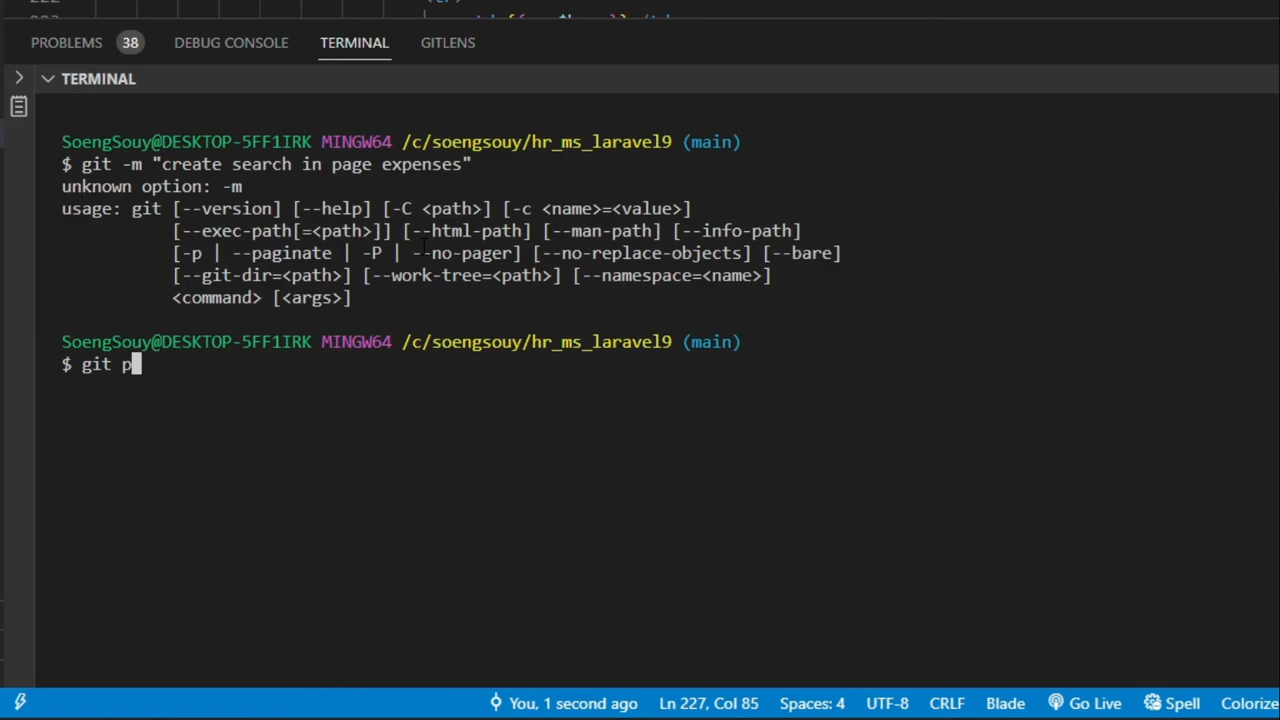 PROBLEMS 38 DEBUG CONSOLE TERMINAL GITLENS
TERMINAL
SoengSouy@DESKTOP-5FF1IRK MINGW64 /c/soengsouy/hr_ms_laravel9 (main)
$ git -m "create search in page expenses"
unknown option: -m
usage: git [--version] [--help] [-C <path>] [-c <name>=<value>]
[--exec-path[=<path>]] [--html-path] [--man-path] [--info-path]
[-p | --paginate | -P | --no-pager] [--no-replace-objects] [--bare]
[--git-dir=<path>] [--work-tree=<path>] [--namespace=<name>]
<command> [<args>]
SoengSouy@DESKTOP-5FF1IRK MINGW64 /c/soengsouy/hr_ms_laravel9 (main)
$ git p
You, 1 second ago Ln 227, Col 85 Spaces: 4 UTF-8 CRLF Blade Go Live Spell Colorize